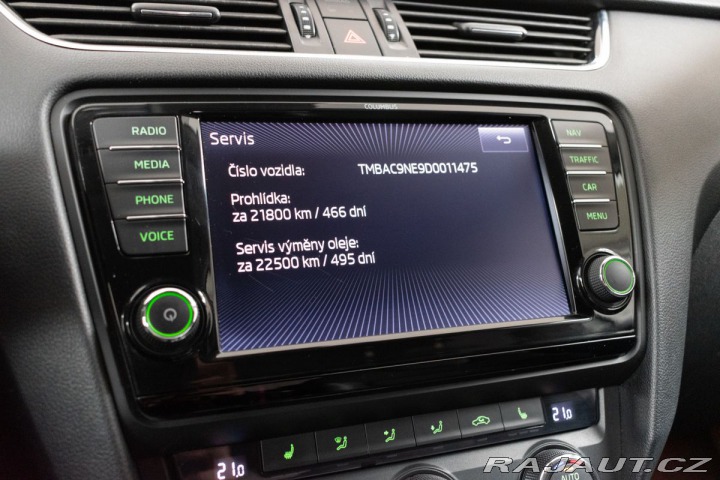 COLUMBUS
RADIO
MEDIA
PHONE
VOICE
Servis
Číslo vozidla: TMBAC9NE9D0011475
Prohlídka:
za 21800 km / 466 dní
Servis výměny oleje:
za 22500 km / 495 dní
NAV
TRAFFIC
CAR
MENU
21.0
21.0
AUTO
RAJAUT.CZ